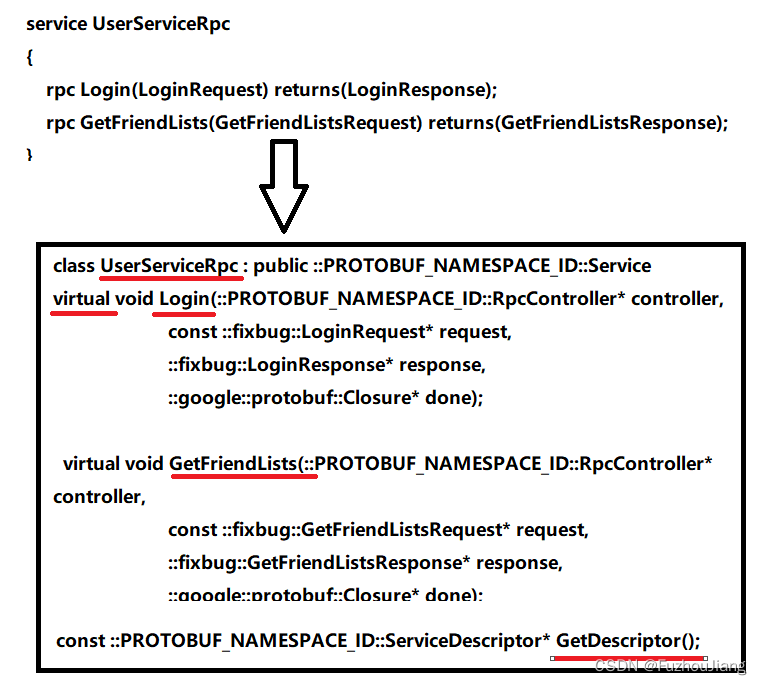 service UserServiceRpc
{
rpc Login(LoginRequest) returns(LoginResponse);
rpc GetFriendLists(GetFriendListsRequest) returns(GetFriendListsResponse);
}
class UserServiceRpc : public ::PROTOBUF_NAMESPACE_ID::Service
virtual void Login(::PROTOBUF_NAMESPACE_ID::RpcController* controller,
const ::fixbug::LoginRequest* request,
::fixbug::LoginResponse* response,
::google::protobuf::Closure* done);
virtual void GetFriendLists(::PROTOBUF_NAMESPACE_ID::RpcController*
controller,
const ::fixbug::GetFriendListsRequest* request,
::fixbug::GetFriendListsResponse* response,
::google::protobuf::Closure* done);
const ::PROTOBUF_NAMESPACE_ID::ServiceDescriptor* GetDescriptor();
CSDN @FuzhouJiang